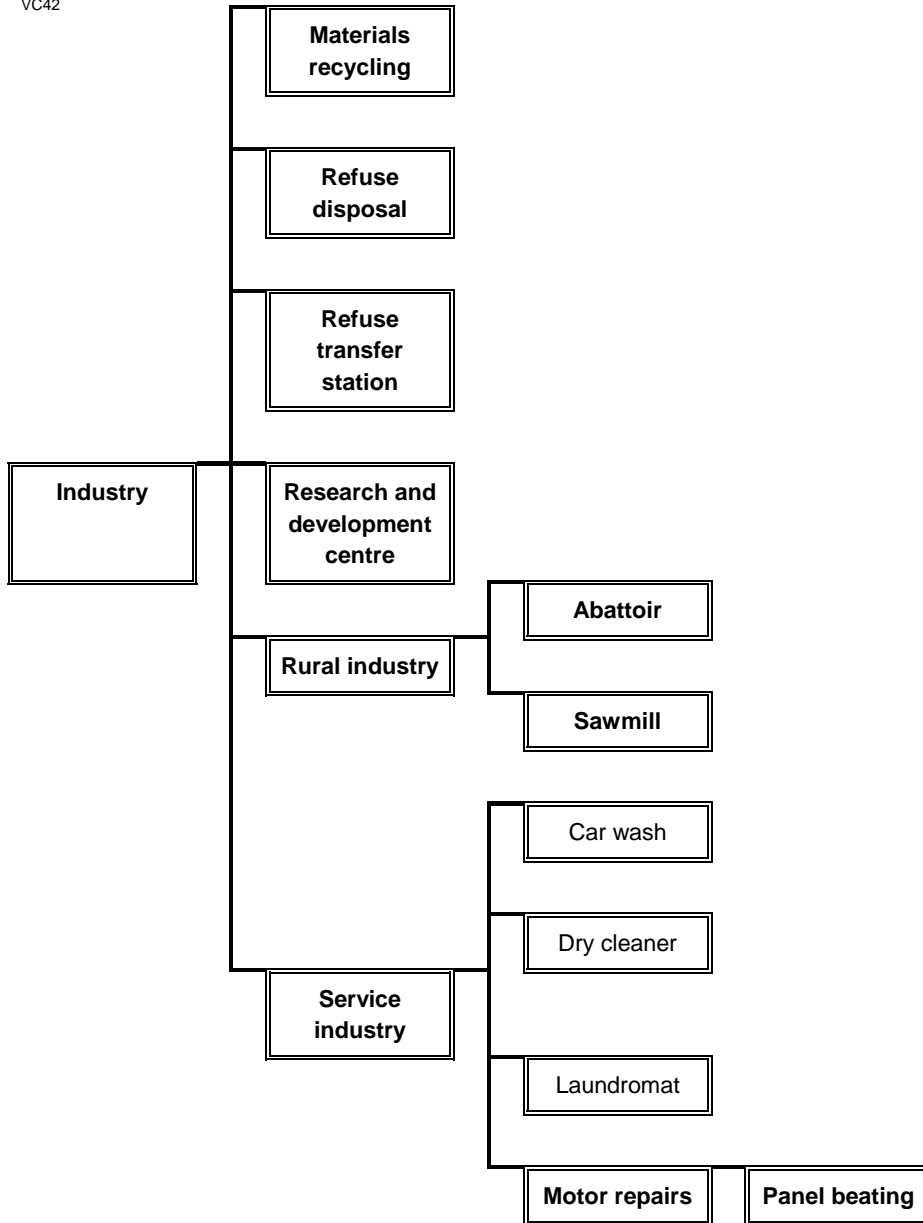 VC42
Materials
recycling
Refuse
disposal
Refuse
transfer
station
Industry
Research and
development
centre
Abattoir
Rural industry
Sawmill
Car wash
Dry cleaner
Service
industry
Laundromat
Motor repairs
Panel beating